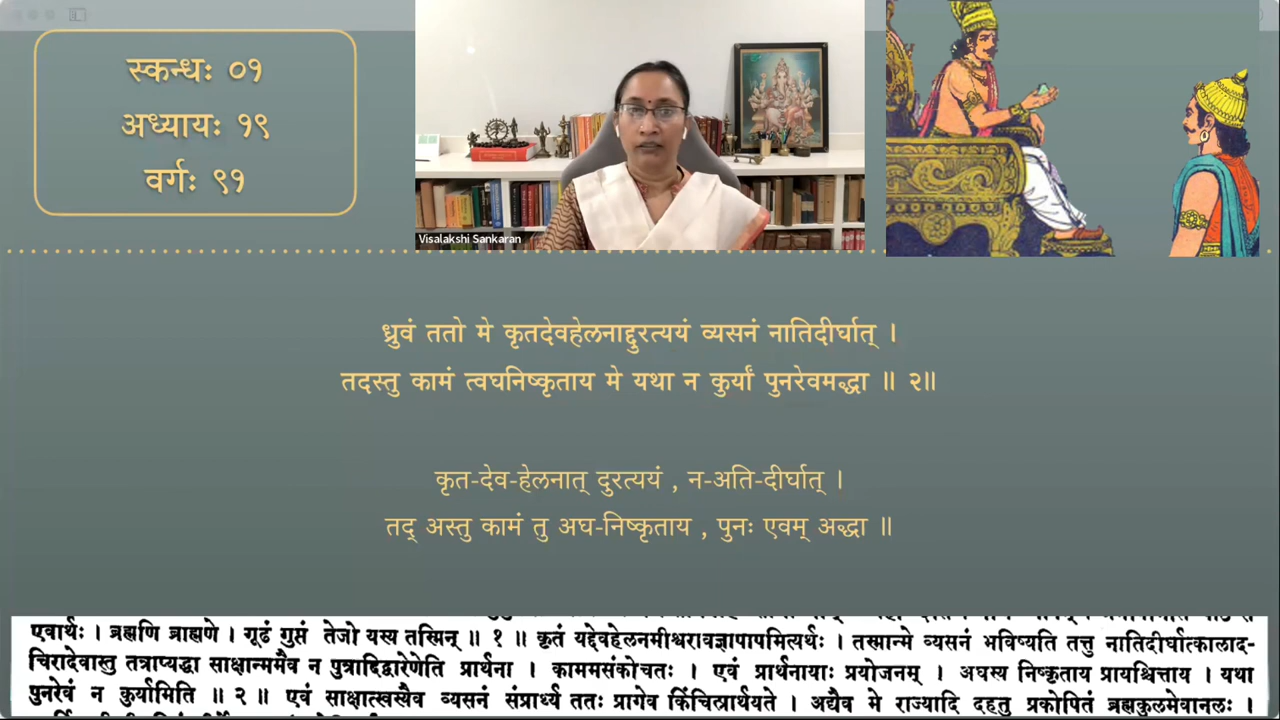 स्कन्धः ०१
अध्यायः १९
वर्गः ९१
Visalakshi Sankaran
ध्रुवं ततो मे कृतदेवहेलनाद्दुरत्ययं व्यसनं नातिदीर्घात् ।
तदस्तु कामं त्वघनिष्कृताय मे यथा न कुर्यां पुनरेवमद्धा ॥ २॥
कृत-देव-हेलनात् दुरत्ययं , न-अति-दीर्घात् ।
तद् अस्तु कामं तु अघ-निष्कृताय , पुनः एवम् अद्धा ॥
एवार्थः । ब्रह्मणि ब्राह्मणे । गूढं गुप्तं तेजो यस्य तस्मिन् ॥ १ ॥ कृतं यद्देवहेलनमीश्वरावज्ञापापमित्यर्थः । तस्मान्मे व्यसनं भविष्यति तत्तु नातिदीर्घात्कालाद-
चिरादेवास्तु तत्राप्यद्धा साक्षान्ममैव न पुत्रादिद्वारेणेति प्रार्थना । काममसंकोचतः । एवं प्रार्थनायाः प्रयोजनम् । अघस्य निष्कृताय प्रायश्चित्ताय । यथा
पुनरेवं न कुर्यामिति ॥ २ ॥ एवं साक्षात्स्वस्यैव व्यसनं संप्रार्थ्य ततः प्रागेव किंचित्प्रार्थयते । अद्यैव मे राज्यादि दहतु प्रकोपितं ब्रह्मकुलमेवानलः ।